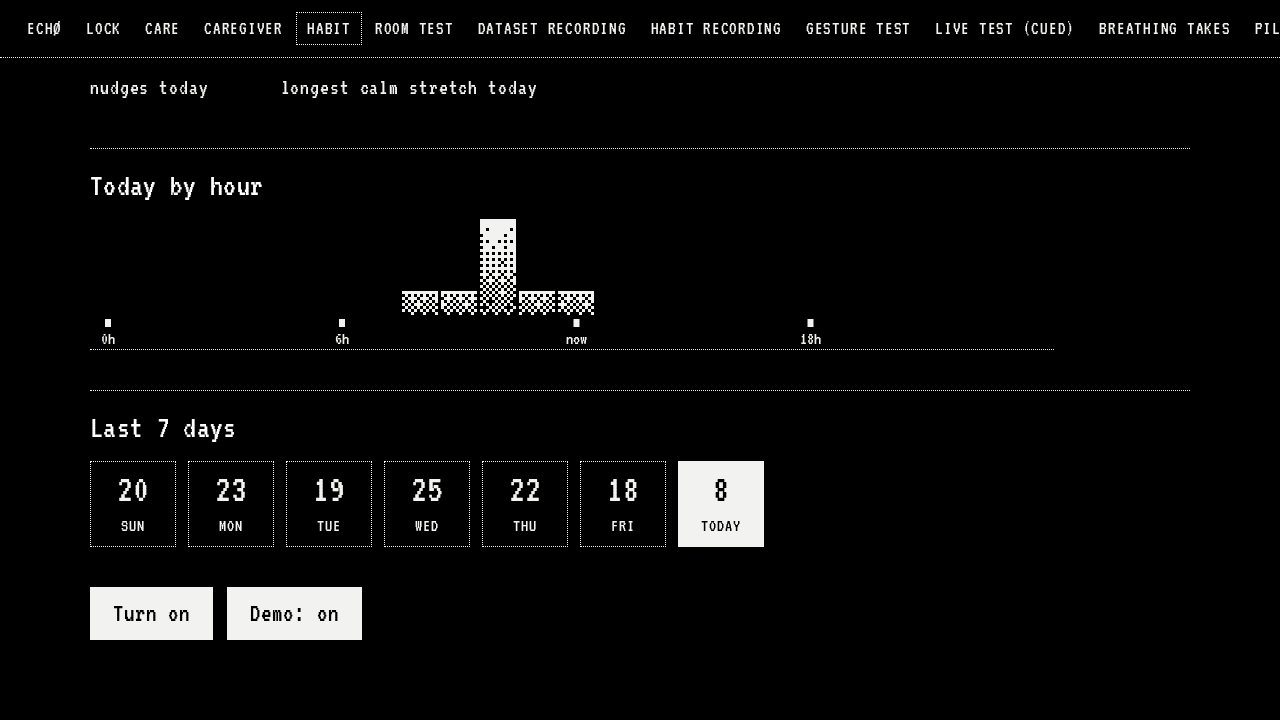 ECHØ LOCK CARE CAREGIVER HABIT ROOM TEST DATASET RECORDING HABIT RECORDING GESTURE TEST LIVE TEST (CUED) BREATHING TAKES
nudges today longest calm stretch today
Today by hour
0h 6h now 18h
Last 7 days
20 23 19 25 22 18 8
SUN MON TUE WED THU FRI TODAY
Turn on Demo: on